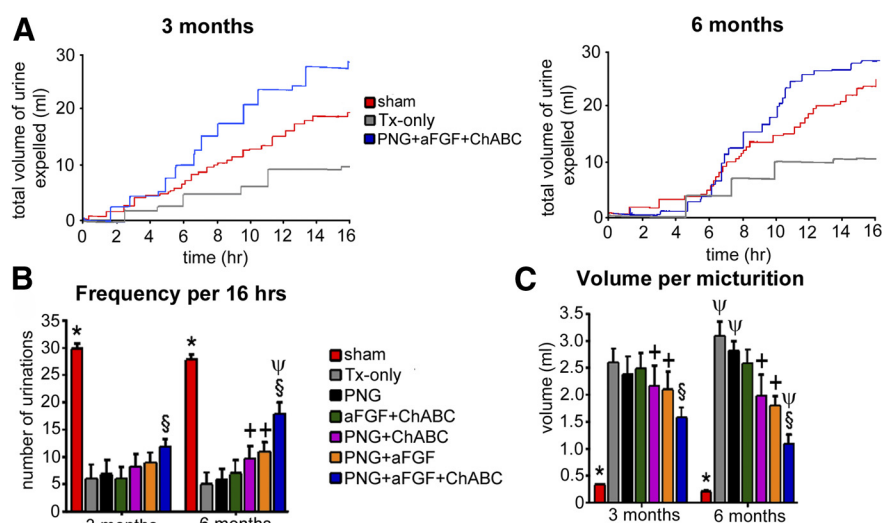 A
3 months
6 months
total volume of urine
expelled (ml)
30
20
10
0
0 2 4 6 8 10 12 14 16
time (hr)
sham
Tx-only
PNG+aFGF+ChABC
total volume of urine
expelled (ml)
30
20
10
0
0 2 4 6 8 10 12 14 16
time (hr)
B
Frequency per 16 hrs
number of urinations
35
30
25
20
15
10
5
0
*
§
*
++
§
ψ
3 months
6 months
sham
Tx-only
PNG
aFGF+ChABC
PNG+ChABC
PNG+aFGF
PNG+aFGF+ChABC
C
Volume per micturition
volume (ml)
3.5
3.0
2.5
2.0
1.5
1.0
0.5
0
*
+
+
§
*
ψ
ψ
+
+
ψ
§
3 months
6 months